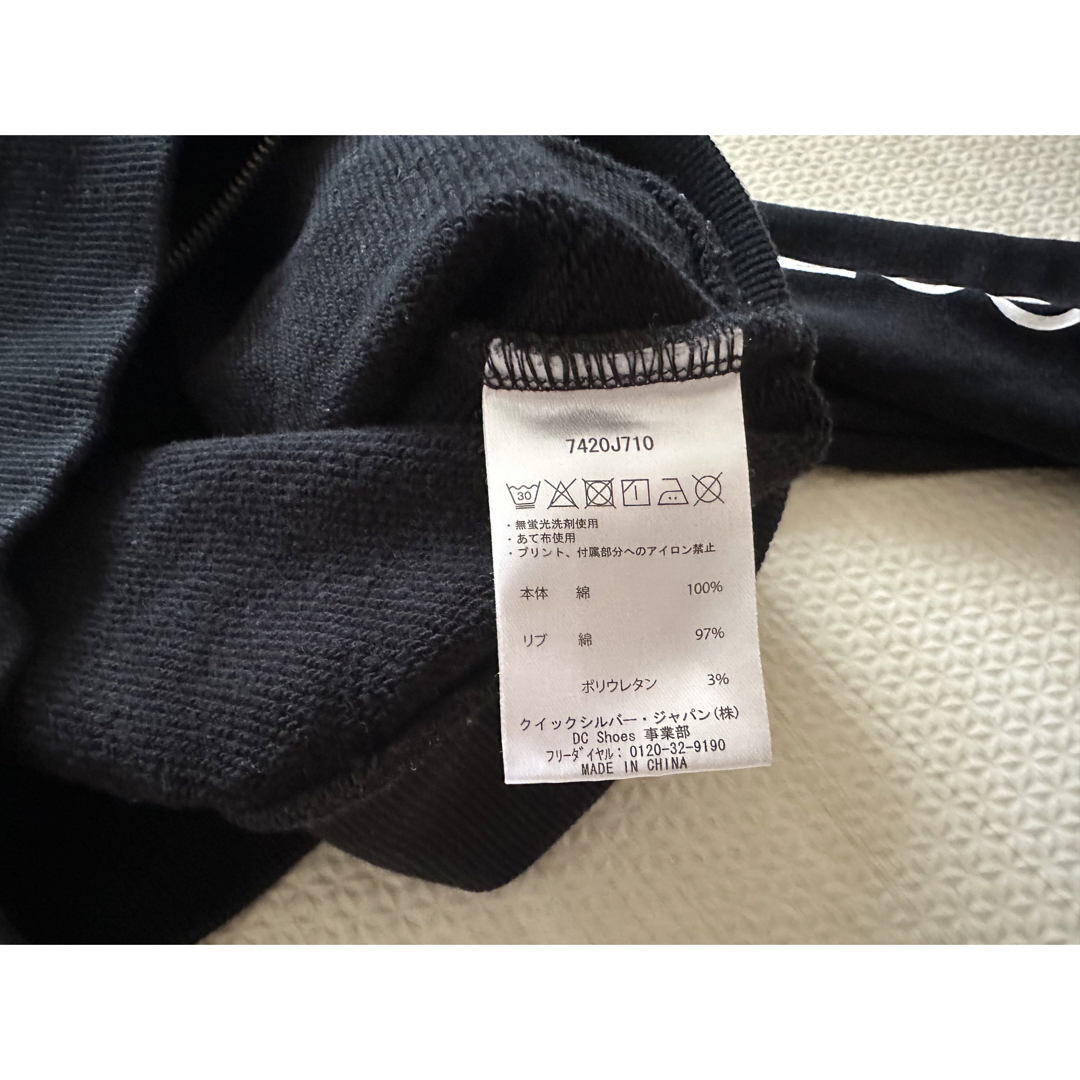 7420J710
30
・無蛍光洗剤使用
・あて布使用
・プリント、付属部分へのアイロン禁止
本体 綿 100%
リブ 綿 97%
ポリウレタン 3%
クイックシルバー・ジャパン(株)
DC Shoes 事業部
フリーダイヤル: 0120-32-9190
MADE IN CHINA